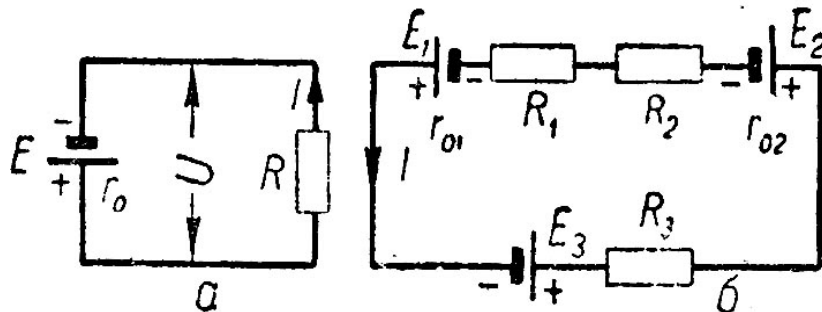 E
-
+
r₀
U
R
I
а
E₁
+
-
r₀₁
R₁
R₂
-
+
E₂
r₀₂
I
-
+
E₃
R₃
б